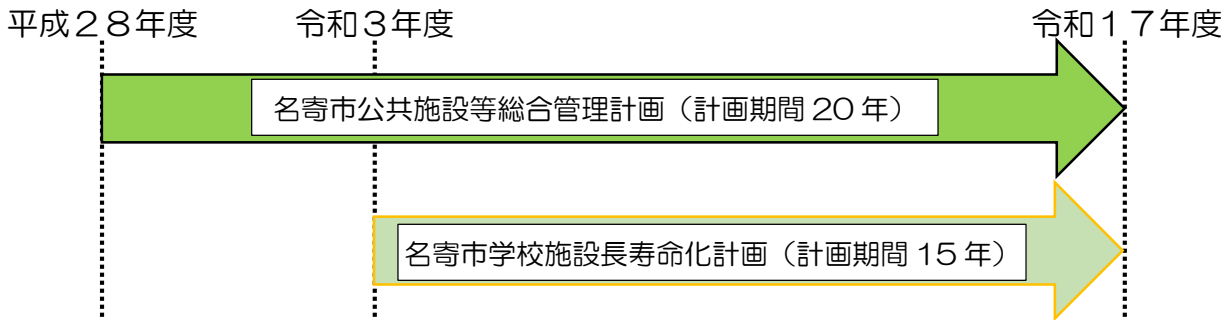 平成２８年度 令和３年度 令和１７年度
名寄市公共施設等総合管理計画（計画期間 20 年）
名寄市学校施設長寿命化計画（計画期間 15 年）